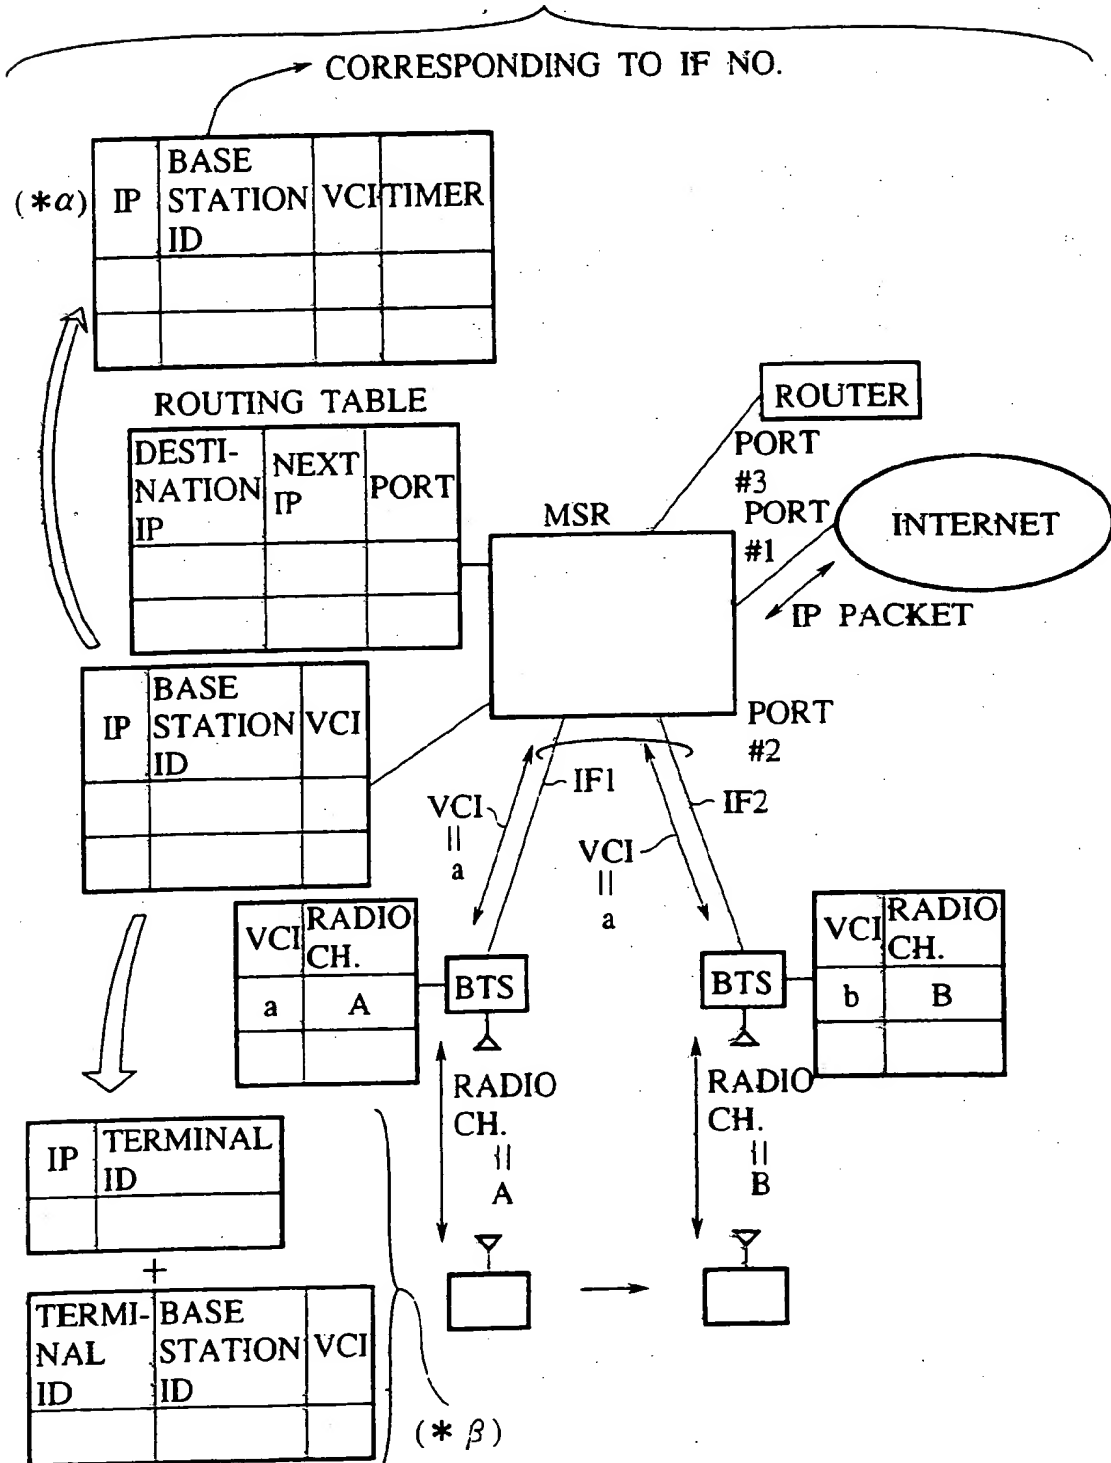 CORRESPONDING TO IF NO.
(*α)
IP
BASE
STATION
ID
VCI
TIMER
ROUTING TABLE
DESTI-
NATION
IP
NEXT
IP
PORT
ROUTER
PORT
#3
MSR
PORT
#1
INTERNET
IP PACKET
IP
BASE
STATION
ID
VCI
PORT
#2
IF1
IF2
VCI
=
a
VCI
=
a
VCI
RADIO
CH.
a
A
BTS
BTS
VCI
RADIO
CH.
b
B
RADIO
CH.
=
A
RADIO
CH.
=
B
IP
TERMINAL
ID
+
TERMI-
NAL
ID
BASE
STATION
ID
VCI
(* β)